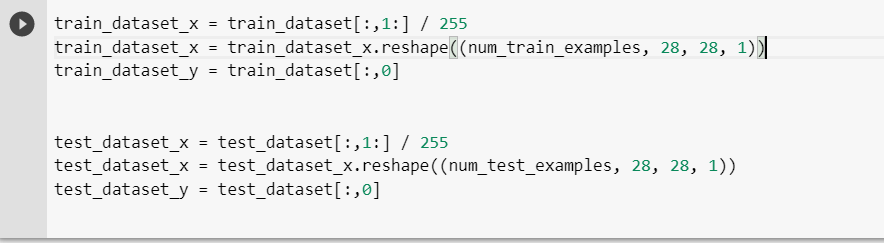 train_dataset_x = train_dataset[:,1:] / 255
train_dataset_x = train_dataset_x.reshape((num_train_examples, 28, 28, 1))
train_dataset_y = train_dataset[:,0]
test_dataset_x = test_dataset[:,1:] / 255
test_dataset_x = test_dataset_x.reshape((num_test_examples, 28, 28, 1))
test_dataset_y = test_dataset[:,0]